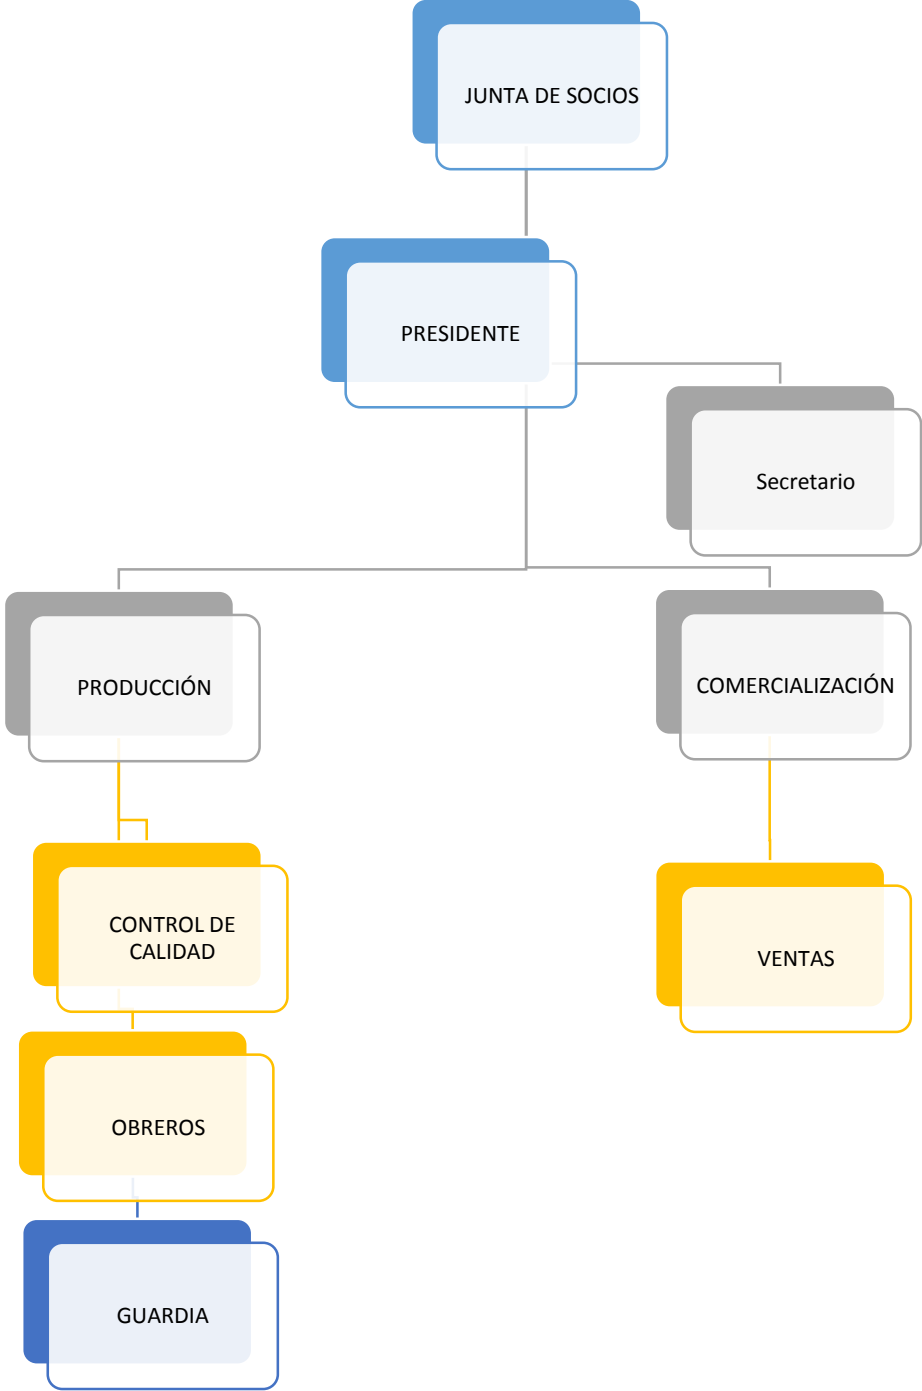 JUNTA DE SOCIOS
PRESIDENTE
Secretario
PRODUCCIÓN
COMERCIALIZACIÓN
CONTROL DE
CALIDAD
VENTAS
OBREROS
GUARDIA